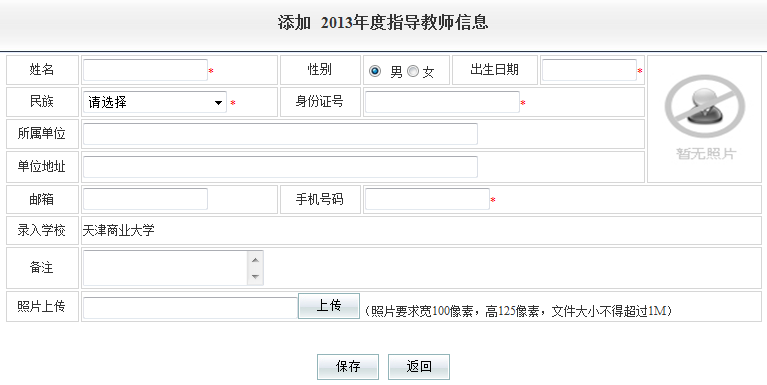 添加 2013年度指导教师信息
姓名 * 性别 男 女 出生日期 *
民族 请选择 * 身份证号 *
暂无照片
所属单位
单位地址
邮箱 手机号码 *
录入学校 天津商业大学
备注
照片上传 上传 (照片要求宽100像素，高125像素，文件大小不得超过1M)
保存 返回